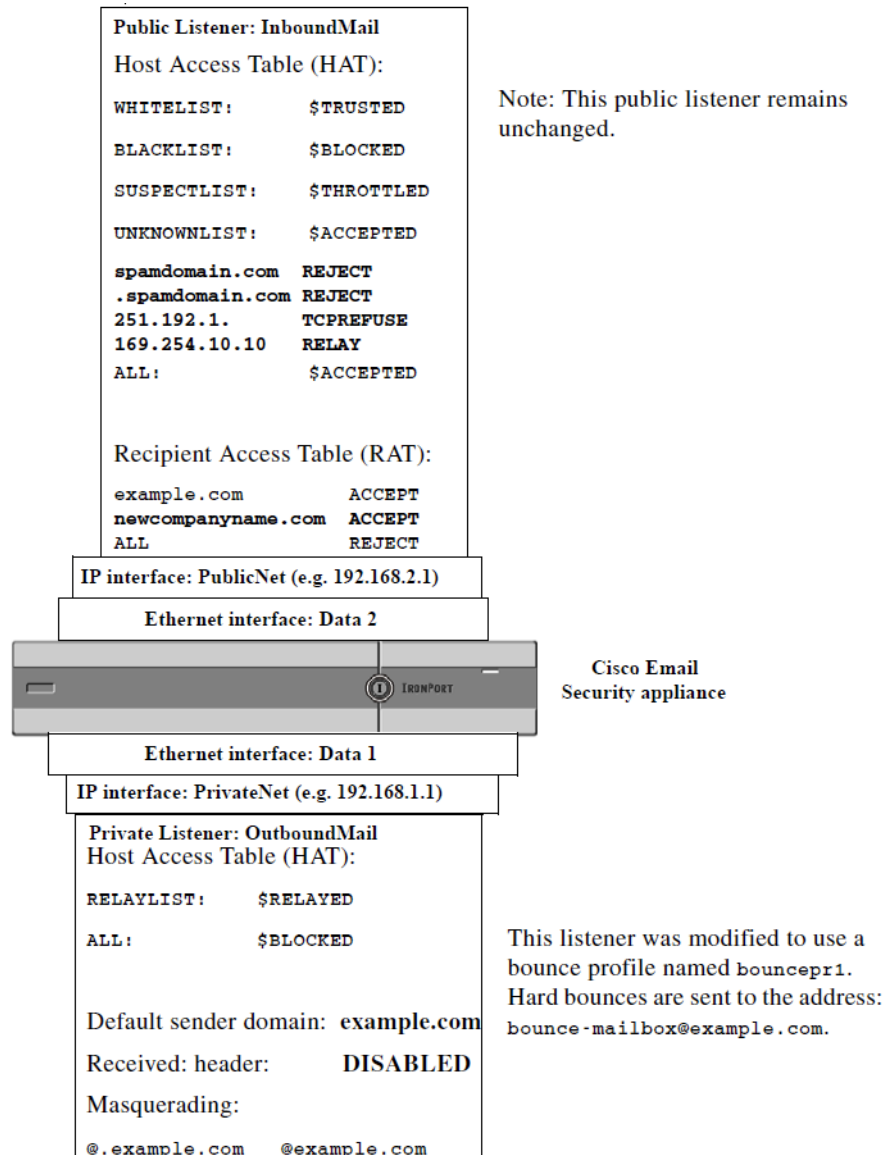 Public Listener: InboundMail
Host Access Table (HAT):
WHITELIST: $TRUSTED
BLACKLIST: $BLOCKED
SUSPECTLIST: $THROTTLED
UNKNOWNLIST: $ACCEPTED
spamdomain.com REJECT
.spamdomain.com REJECT
251.192.1. TCPREFUSE
169.254.10.10 RELAY
ALL: $ACCEPTED
Note: This public listener remains
unchanged.
Recipient Access Table (RAT):
example.com ACCEPT
newcompanyname.com ACCEPT
ALL REJECT
IP interface: PublicNet (e.g. 192.168.2.1)
Ethernet interface: Data 2
IRONPORT
Cisco Email
Security appliance
Ethernet interface: Data 1
IP interface: PrivateNet (e.g. 192.168.1.1)
Private Listener: OutboundMail
Host Access Table (HAT):
RELAYLIST: $RELAYED
ALL: $BLOCKED
Default sender domain: example.com
Received: header: DISABLED
Masquerading:
@.example.com @example.com
This listener was modified to use a
bounce profile named bouncepr1.
Hard bounces are sent to the address:
bounce-mailbox@example.com.